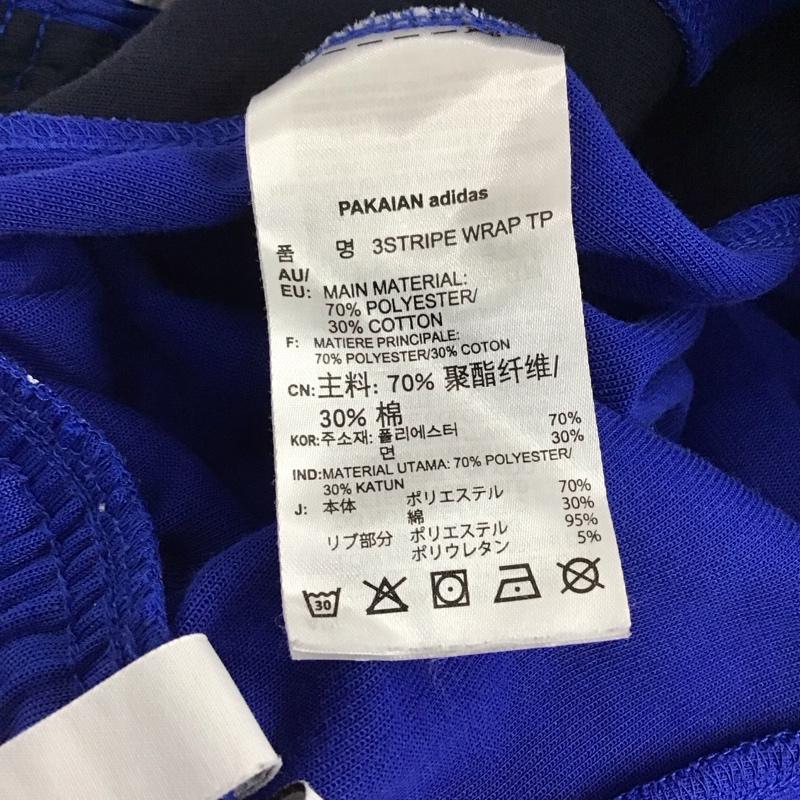 PAKAIAN adidas
품 명 3STRIPE WRAP TP
AU/
EU: MAIN MATERIAL:
70% POLYESTER/
30% COTTON
F: MATIERE PRINCIPALE:
70% POLYESTER/30% COTON
CN:主料: 70% 聚酯纤维/
30% 棉
KOR:주소재: 폴리에스터 70%
면 30%
IND:MATERIAL UTAMA: 70% POLYESTER/
30% KATUN
J: 本体 ポリエステル 70%
綿 30%
リブ部分 ポリエステル 95%
ポリウレタン 5%
30